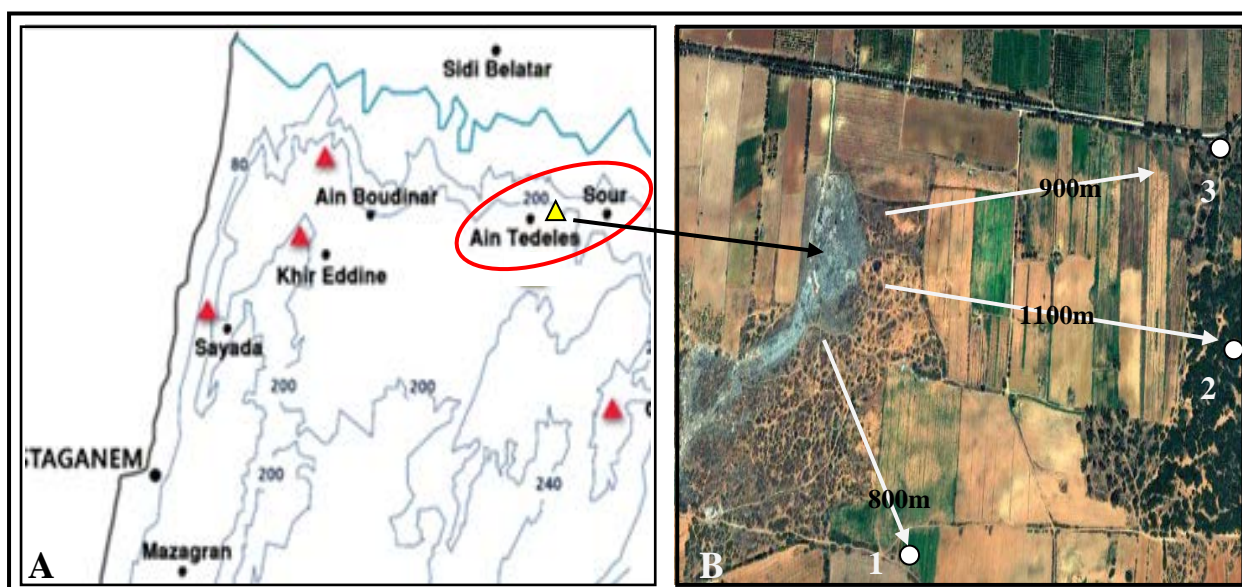 Sidi Belatar
80
Ain Boudinar
200
Sour
Ain Tedeles
Khir Eddine
Sayada
200
200
STAGANEM
200
240
Mazagran
A
900m
3
1100m
2
800m
1
B